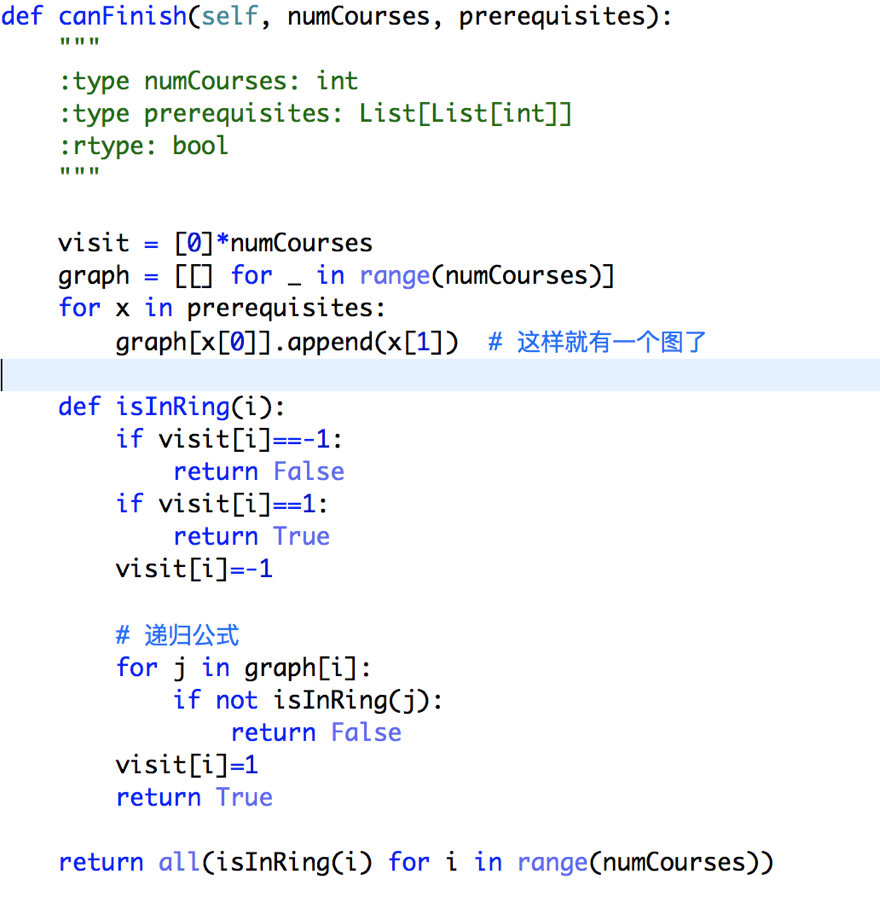 def canFinish(self, numCourses, prerequisites):
    """
    :type numCourses: int
    :type prerequisites: List[List[int]]
    :rtype: bool
    """

    visit = [0]*numCourses
    graph = [[] for _ in range(numCourses)]
    for x in prerequisites:
        graph[x[0]].append(x[1])  # 这样就有一个图了

    def isInRing(i):
        if visit[i]==-1:
            return False
        if visit[i]==1:
            return True
        visit[i]=-1

        # 递归公式
        for j in graph[i]:
            if not isInRing(j):
                return False
        visit[i]=1
        return True

    return all(isInRing(i) for i in range(numCourses))